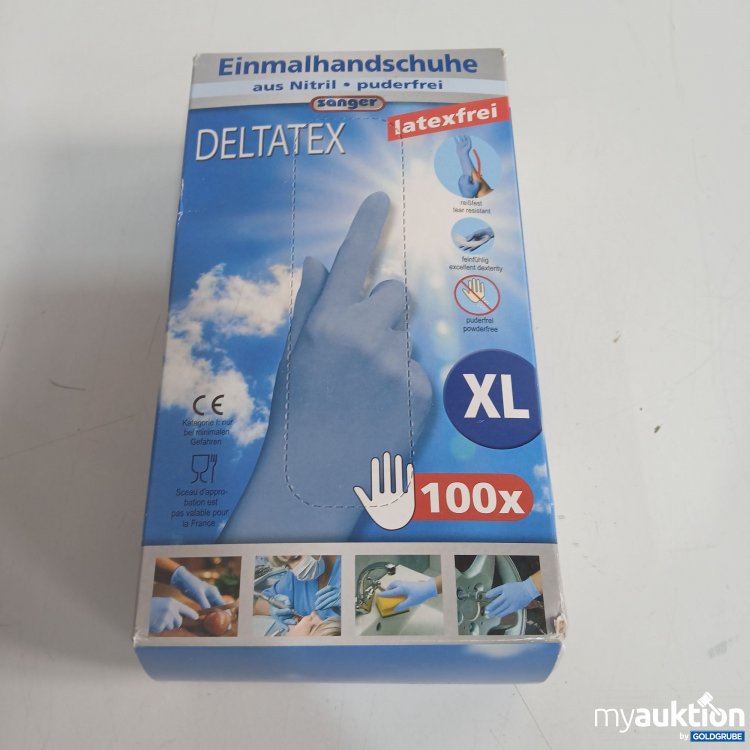 Einmalhandschuhe
aus Nitril • puderfrei
sänger
latexfrei
DELTATEX
reißfest
tear resistant
feinfühlig
excellent dexterity
puderfrei
powderfree
XL
CE
Kategorie I: nur
bei minimalen
Gefahren
Sceau d'appro-
bation est
pas valable pour
la France
100x
myauktion
by GOLDGRUBE